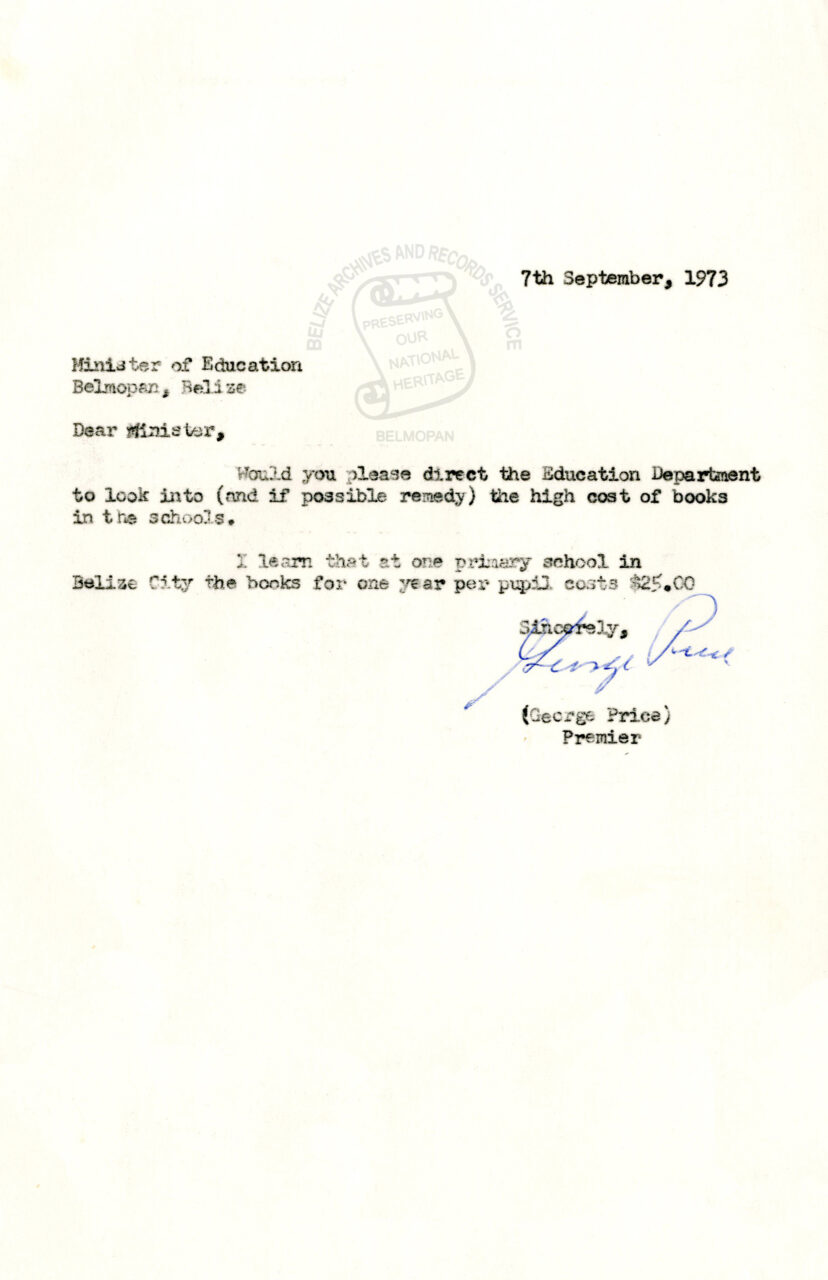 7th September, 1973
BELIZE ARCHIVES AND RECORDS SERVICE
PRESERVING
OUR
NATIONAL
HERITAGE
BELMOPAN
Minister of Education
Belmopan, Belize
Dear Minister,
Would you please direct the Education Department
to look into (and if possible remedy) the high cost of books
in the schools.
I learn that at one primary school in
Belize City the books for one year per pupil costs $25.00
Sincerely,
George Price
(George Price)
Premier